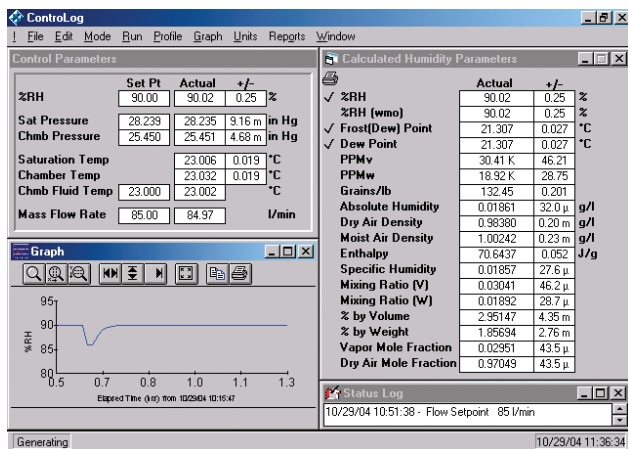 ControLog
! File Edit Mode Run Profile Graph Units Reports Window
Control Parameters
Set Pt Actual +/-
%RH 90.00 90.02 0.25 %
Sat Pressure 28.239 28.235 9.16 m in Hg
Chmb Pressure 25.450 25.451 4.68 m in Hg
Saturation Temp 23.006 0.019 °C
Chamber Temp 23.032 0.019 °C
Chmb Fluid Temp 23.000 23.002 °C
Mass Flow Rate 85.00 84.97 l/min
Graph
95
90
85
80
%RH
0.5 0.7 0.8 1.0 1.1 1.3
Elapsed Time (hrs) from 10/29/04 10:15:47
Calculated Humidity Parameters
Actual +/-
✓ %RH 90.02 0.25 %
%RH (wmo) 90.02 0.25 %
✓ Frost(Dew) Point 21.307 0.027 °C
✓ Dew Point 21.307 0.027 °C
PPMv 30.41 K 46.21
PPMw 18.92 K 28.75
Grains/lb 132.45 0.201
Absolute Humidity 0.01861 32.0 µ g/l
Dry Air Density 0.98380 0.20 m g/l
Moist Air Density 1.00242 0.23 m g/l
Enthalpy 70.6437 0.052 J/g
Specific Humidity 0.01857 27.6 µ
Mixing Ratio (V) 0.03041 46.2 µ
Mixing Ratio (W) 0.01892 28.7 µ
% by Volume 2.95147 4.35 m
% by Weight 1.85694 2.76 m
Vapor Mole Fraction 0.02951 43.5 µ
Dry Air Mole Fraction 0.97049 43.5 µ
Status Log
10/29/04 10:51:38 - Flow Setpoint 85 l/min
Generating 10/29/04 11:36:34